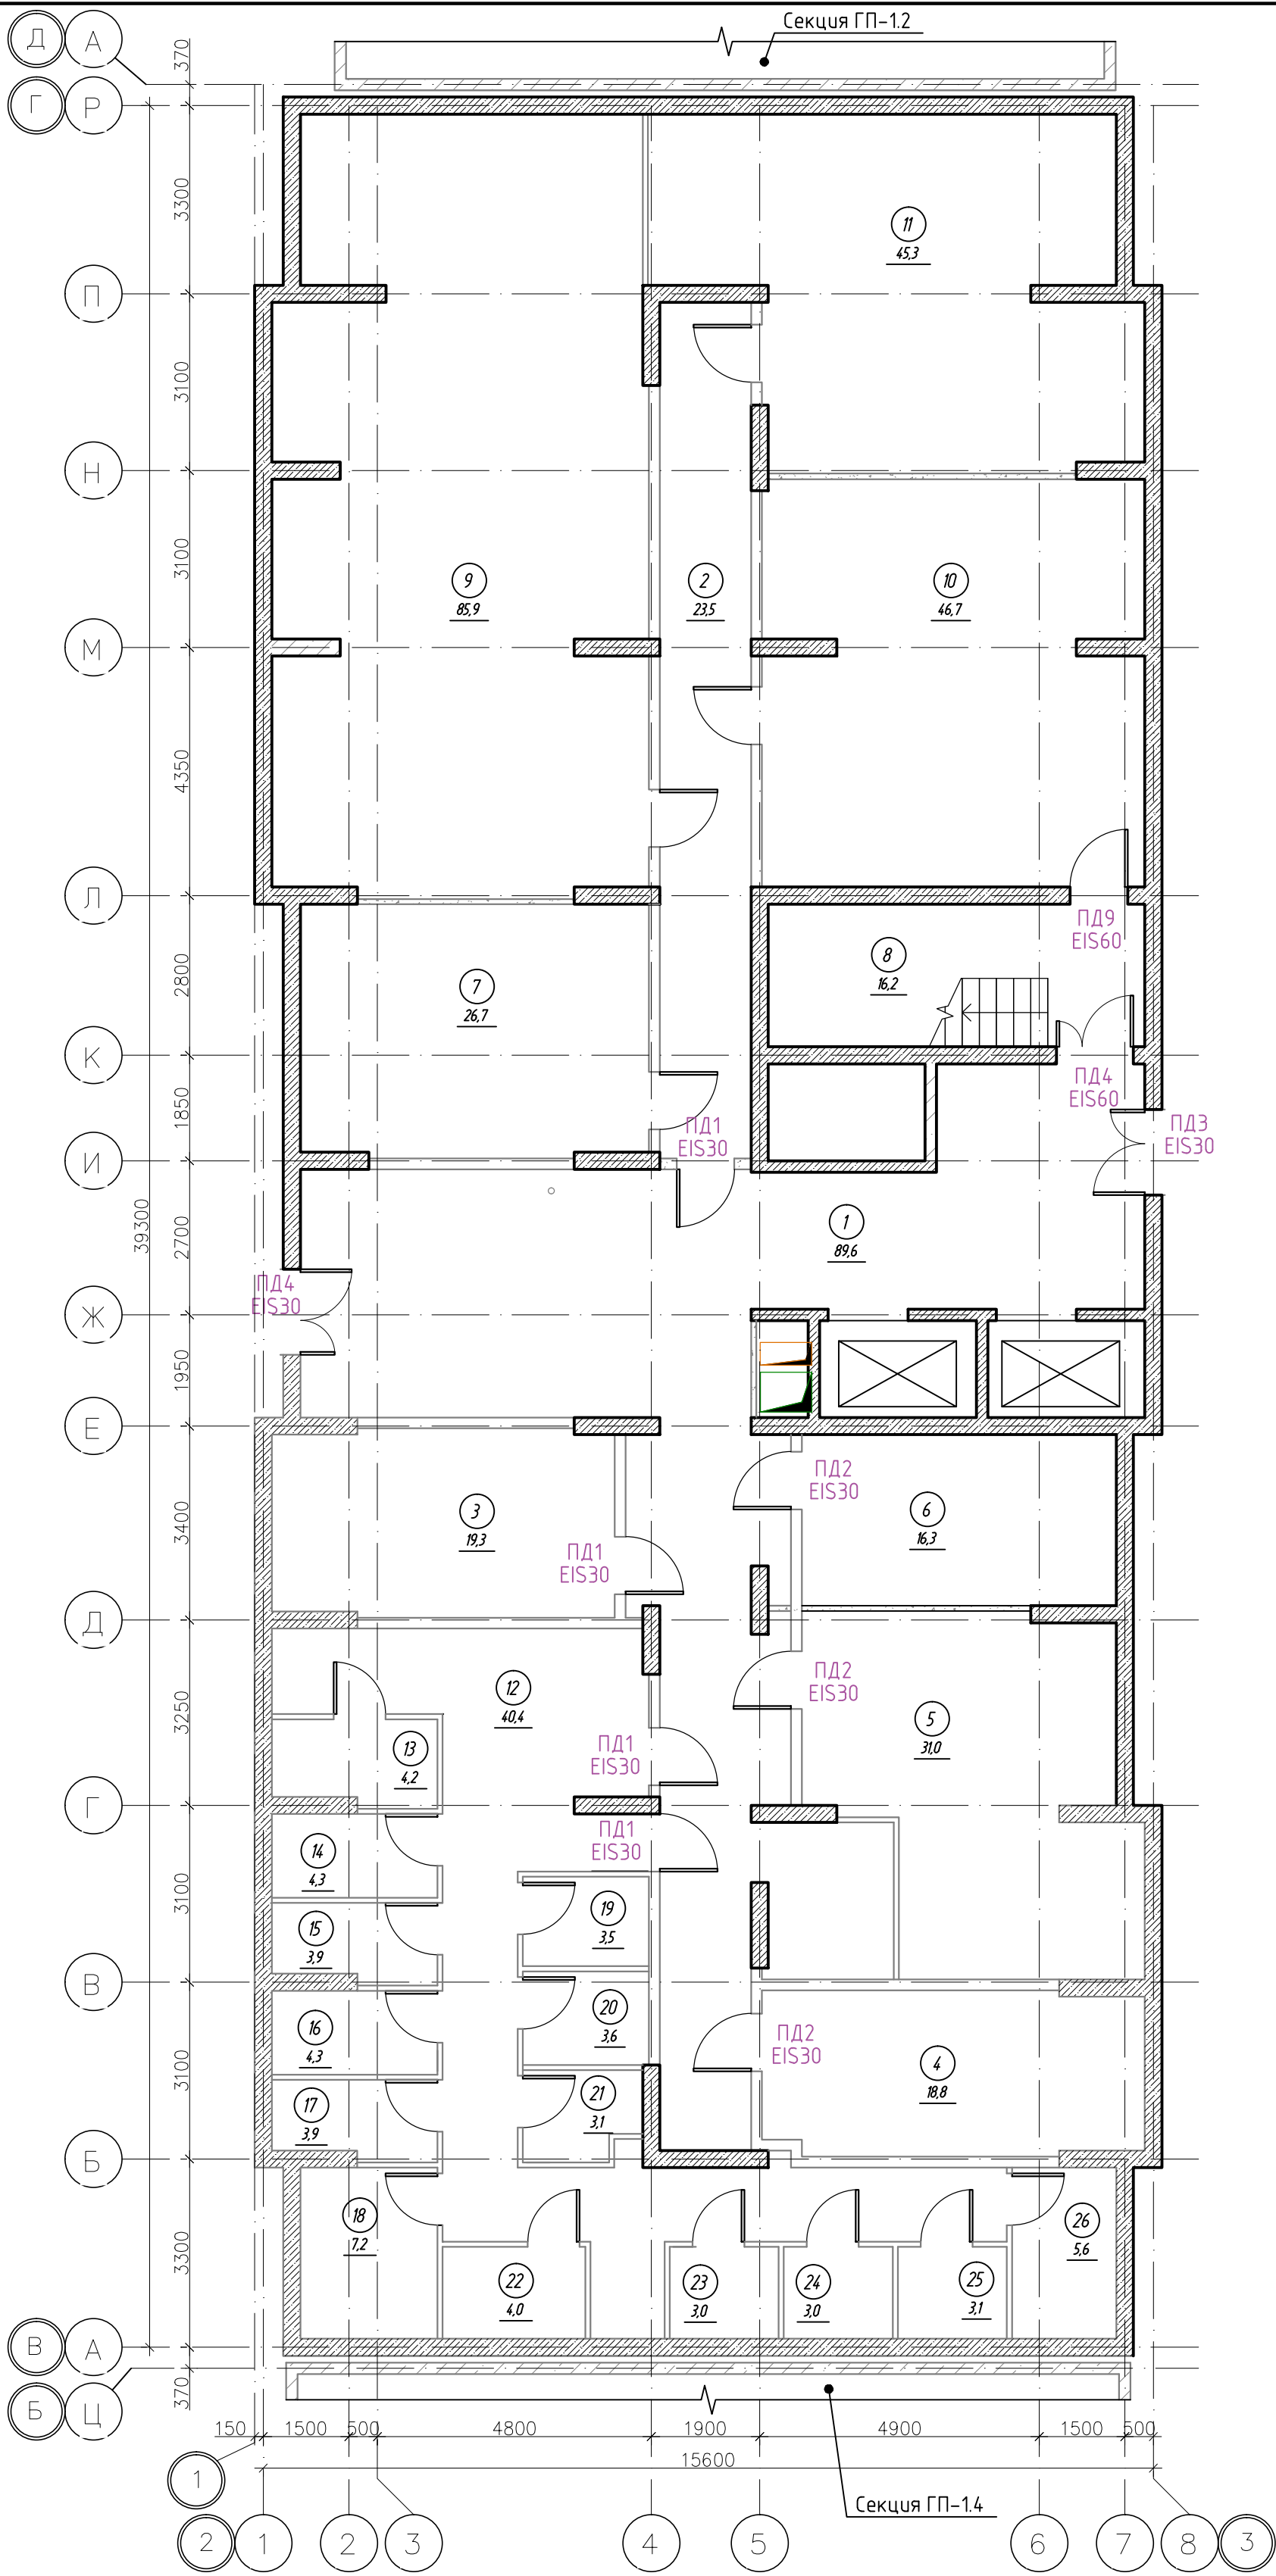 Секция ГП-1.2
Д А
370
Г Р
3300
11
45,3
П
3100
Н
3100
9
85,9
2
23,5
10
46,7
М
4350
Л
ПД9
EIS60
8
16,2
7
26,7
2800
К
ПД4
EIS60
1850
ПД1
EIS30
ПД3
EIS30
И
39300
2700
1
89,6
ПД4
EIS30
Ж
1950
Е
ПД2
EIS30
3
19,3
6
16,3
3400
ПД1
EIS30
Д
ПД2
EIS30
12
40,4
5
31,0
3250
ПД1
EIS30
13
4,2
Г
ПД1
EIS30
14
4,3
3100
19
3,5
15
3,9
В
20
3,6
16
4,3
ПД2
EIS30
4
18,8
3100
21
3,1
17
3,9
Б
18
7,2
26
5,6
3300
22
4,0
23
3,0
24
3,0
25
3,1
В А
370
Б Ц
150 1500 500 4800 1900 4900 1500 500
15600
1
Секция ГП-1.4
2 1 2 3 4 5 6 7 8 3